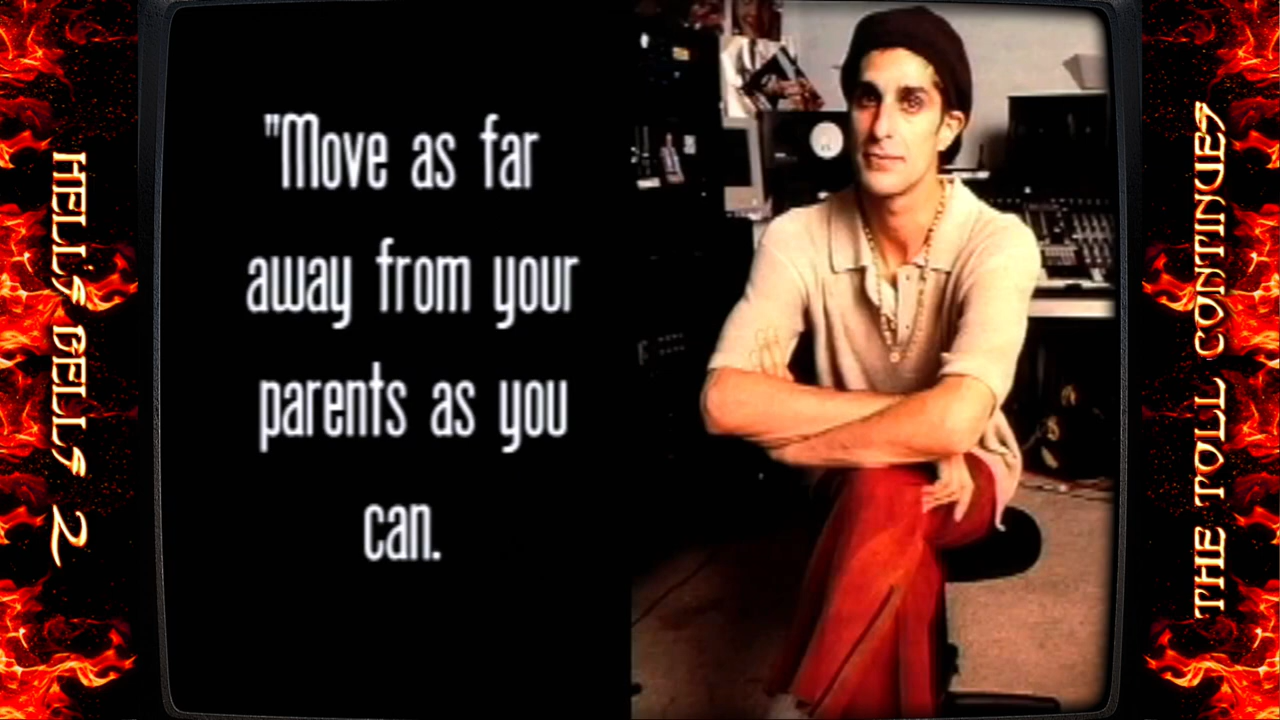 HELL'S BELLS 2
"Move as far
away from your
parents as you
can.
THE TOLL CONTINUES